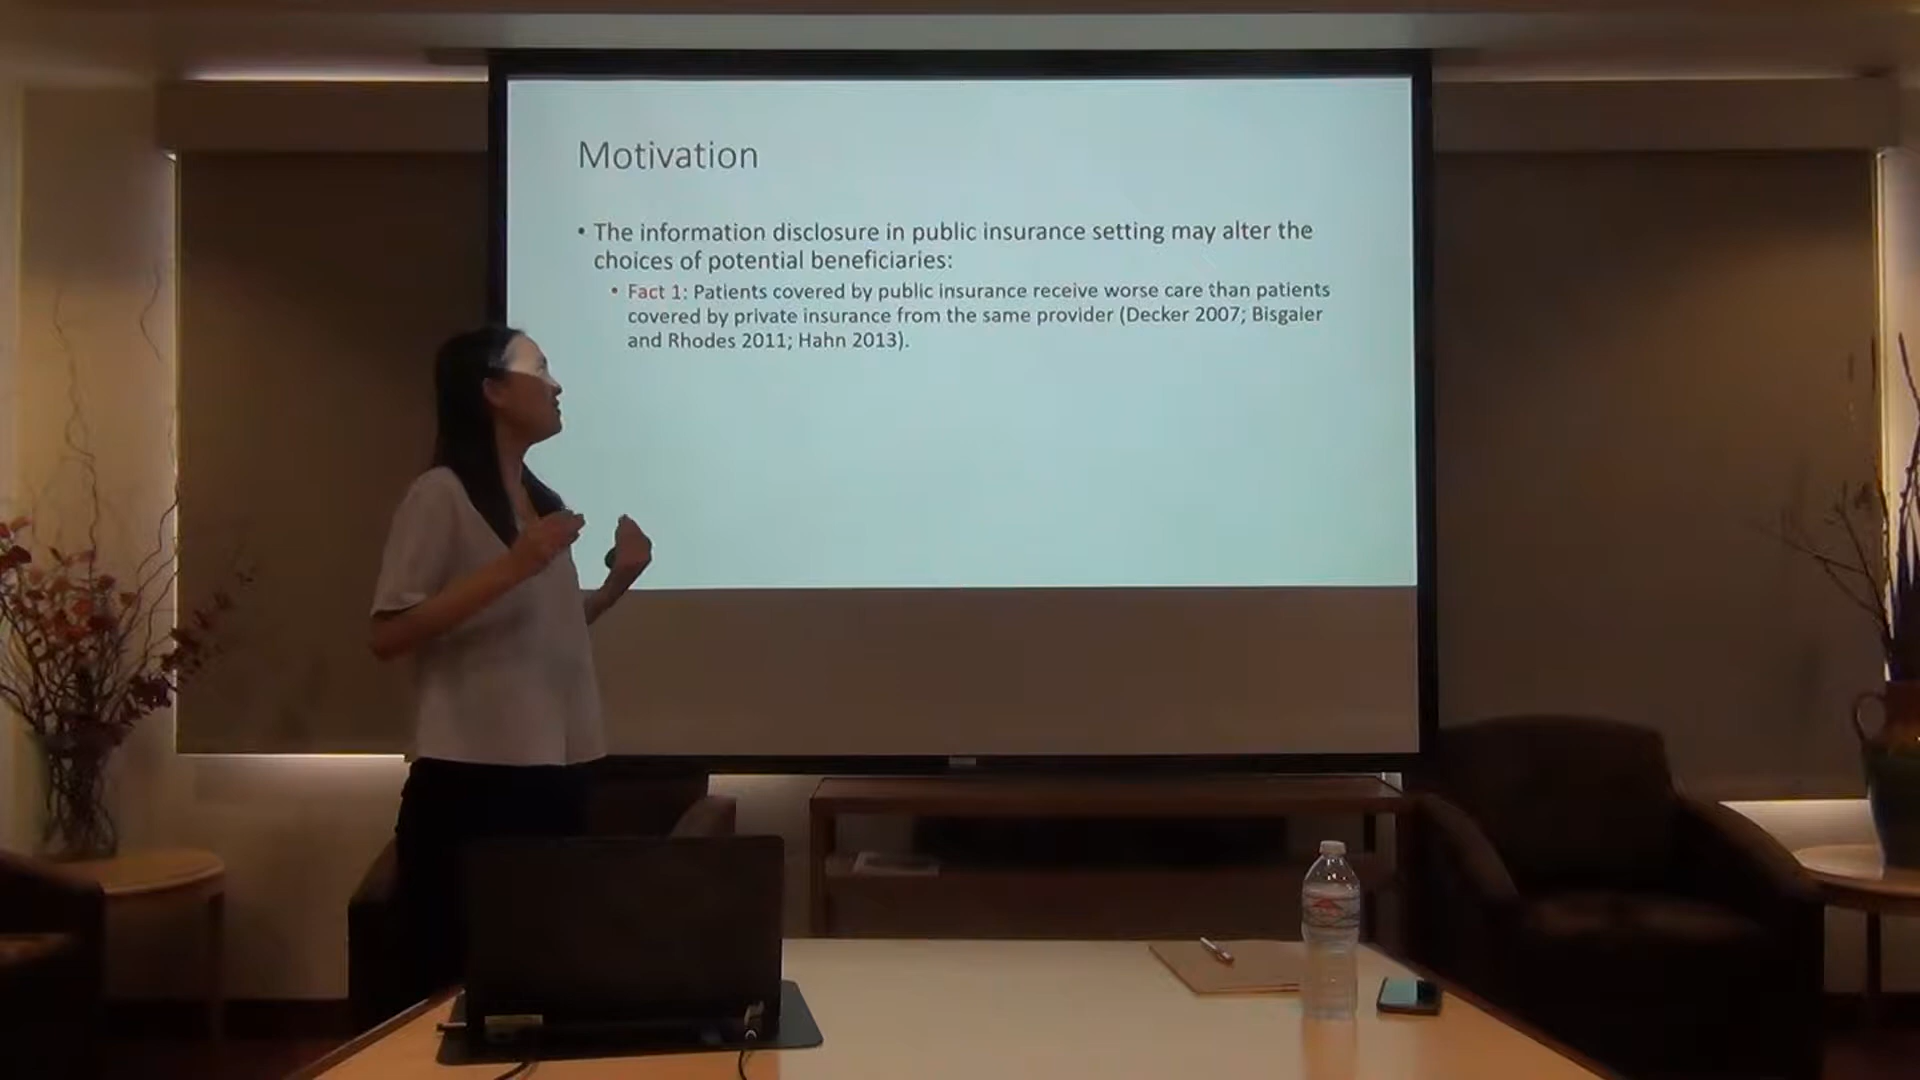 Motivation
• The information disclosure in public insurance setting may alter the
choices of potential beneficiaries:
• Fact 1: Patients covered by public insurance receive worse care than patients
covered by private insurance from the same provider (Decker 2007; Bisgaier
and Rhodes 2011; Hahn 2013).